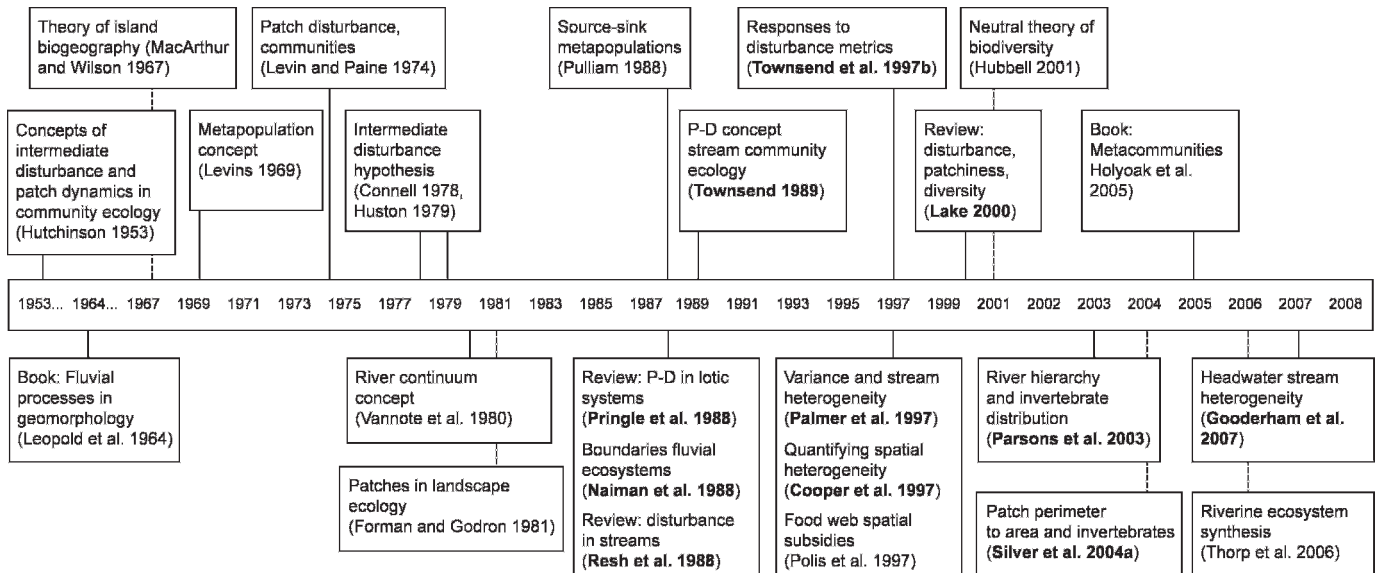 Theory of island
biogeography (MacArthur
and Wilson 1967)
Patch disturbance,
communities
(Levin and Paine 1974)
Source-sink
metapopulations
(Pulliam 1988)
Responses to
disturbance metrics
(Townsend et al. 1997b)
Neutral theory of
biodiversity
(Hubbell 2001)
Concepts of
intermediate
disturbance and
patch dynamics in
community ecology
(Hutchinson 1953)
Metapopulation
concept
(Levins 1969)
Intermediate
disturbance
hypothesis
(Connell 1978,
Huston 1979)
P-D concept
stream community
ecology
(Townsend 1989)
Review:
disturbance,
patchiness,
diversity
(Lake 2000)
Book:
Metacommunities
Holyoak et al.
2005)
1953... 1964... 1967 1969 1971 1973 1975 1977 1979 1981 1983 1985 1987 1989 1991 1993 1995 1997 1999 2001 2002 2003 2004 2005 2006 2007 2008
Book: Fluvial
processes in
geomorphology
(Leopold et al. 1964)
River continuum
concept
(Vannote et al. 1980)
Patches in landscape
ecology
(Forman and Godron 1981)
Review: P-D in lotic
systems
(Pringle et al. 1988)
Boundaries fluvial
ecosystems
(Naiman et al. 1988)
Review: disturbance
in streams
(Resh et al. 1988)
Variance and stream
heterogeneity
(Palmer et al. 1997)
Quantifying spatial
heterogeneity
(Cooper et al. 1997)
Food web spatial
subsidies
(Polis et al. 1997)
River hierarchy
and invertebrate
distribution
(Parsons et al. 2003)
Patch perimeter
to area and invertebrates
(Silver et al. 2004a)
Headwater stream
heterogeneity
(Gooderham et al.
2007)
Riverine ecosystem
synthesis
(Thorp et al. 2006)